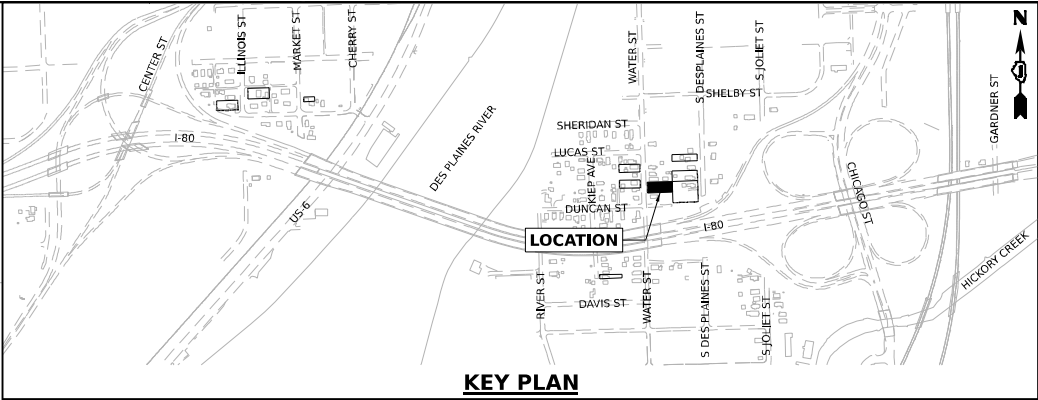 CENTER ST
ILLINOIS ST
MARKET ST
CHERRY ST
WATER ST
S DESPLAINES ST
S JOLIET ST
N
GARDNER ST
SHELBY ST
I-80
DES PLAINES RIVER
SHERIDAN ST
LUCAS ST
KIEP AVE
DUNCAN ST
CHICAGO ST
US 6
I-80
LOCATION
HICKORY CREEK
RIVER ST
DAVIS ST
WATER ST
S DES PLAINES ST
S JOLIET ST
KEY PLAN